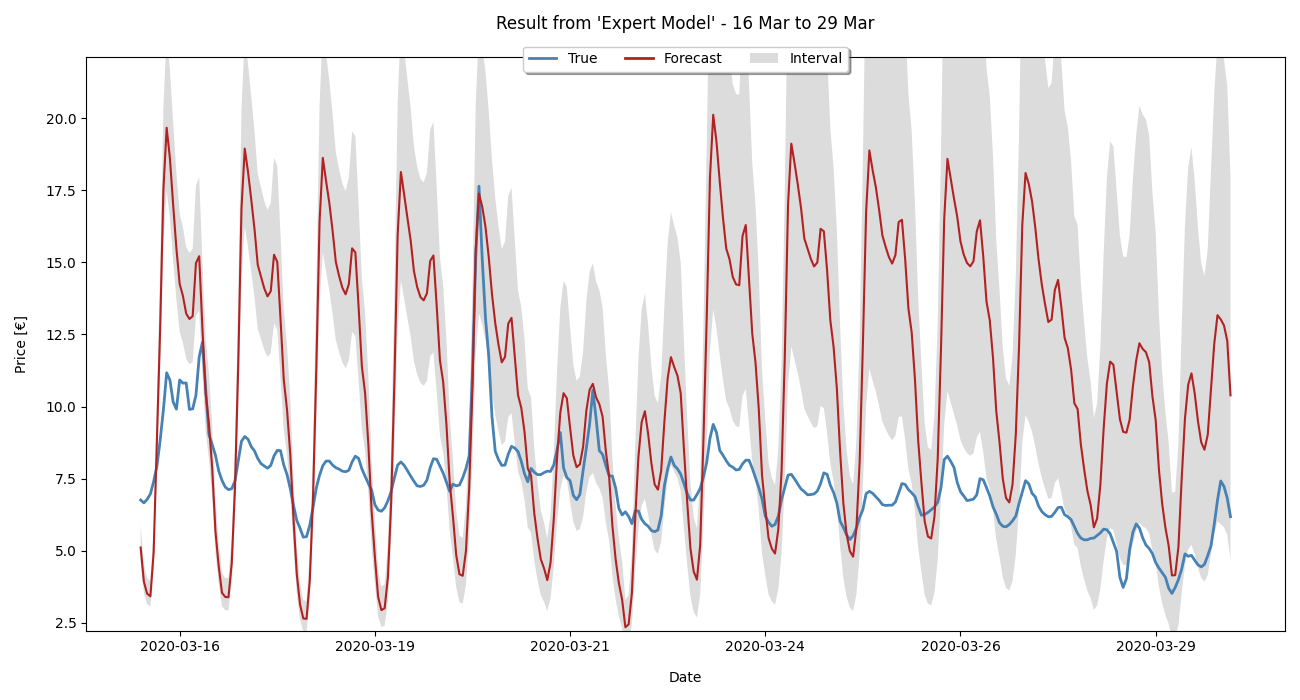 Result from 'Expert Model' - 16 Mar to 29 Mar
True Forecast Interval
Price [€]
20.0
17.5
15.0
12.5
10.0
7.5
5.0
2.5
2020-03-16 2020-03-19 2020-03-21 2020-03-24 2020-03-26 2020-03-29
Date